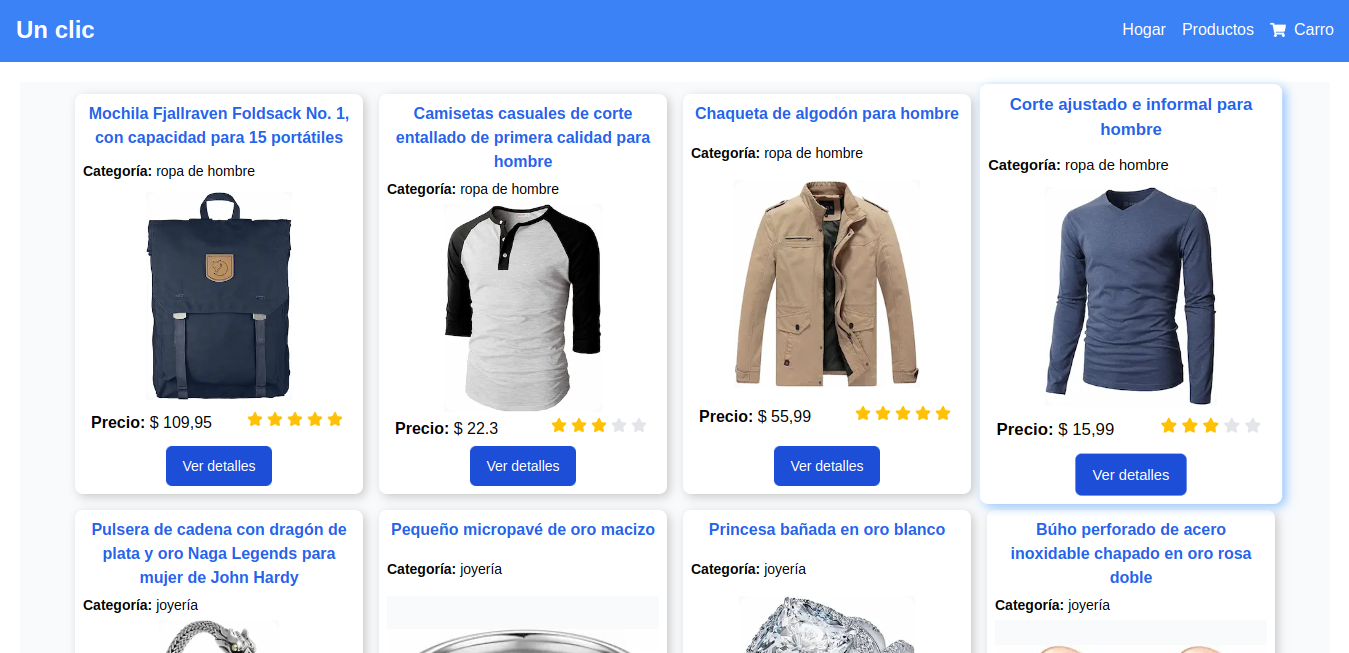 Un clic
Hogar
Productos
Carro
Mochila Fjallraven Foldsack No. 1,
con capacidad para 15 portátiles
Categoría: ropa de hombre
Precio: $ 109,95
Ver detalles
Camisetas casuales de corte
entallado de primera calidad para
hombre
Categoría: ropa de hombre
Precio: $ 22.3
Ver detalles
Chaqueta de algodón para hombre
Categoría: ropa de hombre
Precio: $ 55,99
Ver detalles
Corte ajustado e informal para
hombre
Categoría: ropa de hombre
Precio: $ 15,99
Ver detalles
Pulsera de cadena con dragón de
plata y oro Naga Legends para
mujer de John Hardy
Categoría: joyería
Pequeño micropavé de oro macizo
Categoría: joyería
Princesa bañada en oro blanco
Categoría: joyería
Búho perforado de acero
inoxidable chapado en oro rosa
doble
Categoría: joyería